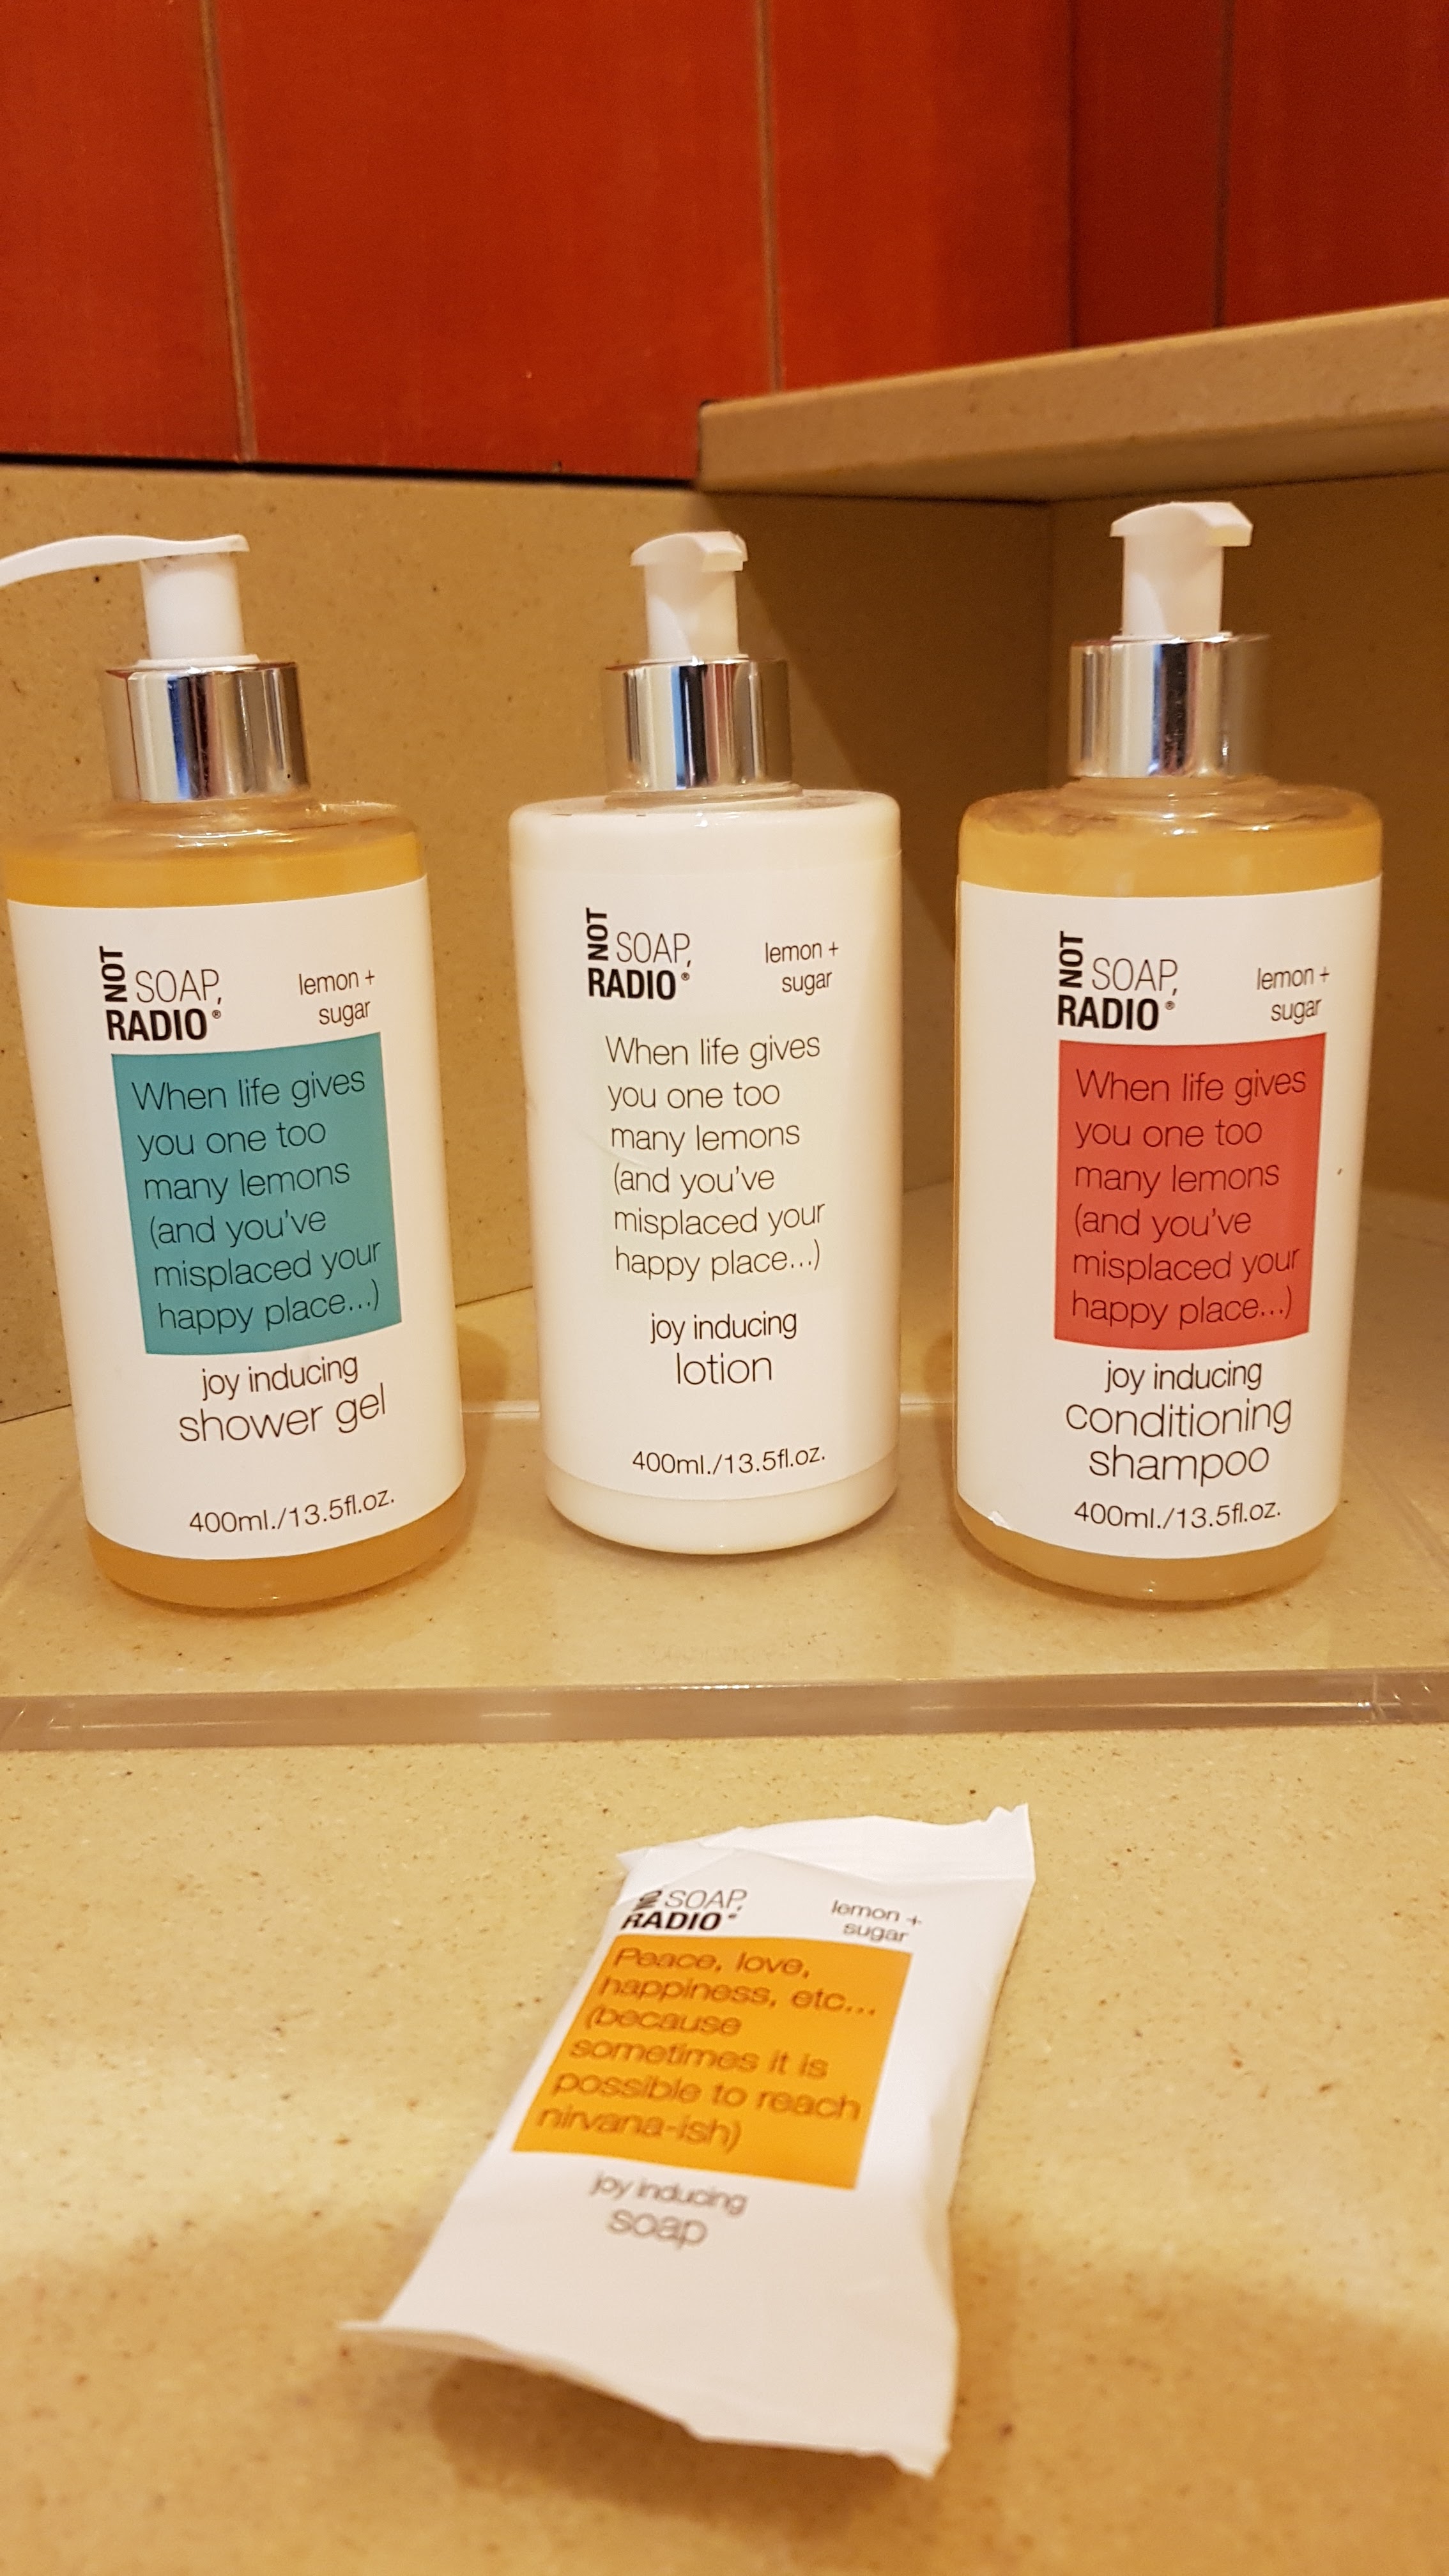 NOT SOAP,
RADIO®
lemon +
sugar
When life gives
you one too
many lemons
(and you've
misplaced your
happy place...)
joy inducing
shower gel
400ml./13.5fl.oz.
NOT SOAP,
RADIO®
lemon +
sugar
When life gives
you one too
many lemons
(and you've
misplaced your
happy place...)
joy inducing
lotion
400ml./13.5fl.oz.
NOT SOAP,
RADIO®
lemon +
sugar
When life gives
you one too
many lemons
(and you've
misplaced your
happy place...)
joy inducing
conditioning
shampoo
400ml./13.5fl.oz.
SOAP,
RADIO®
lemon +
sugar
Peace, love,
happiness, etc...
(because
sometimes it is
possible to reach
nirvana-ish)
joy inducing
soap